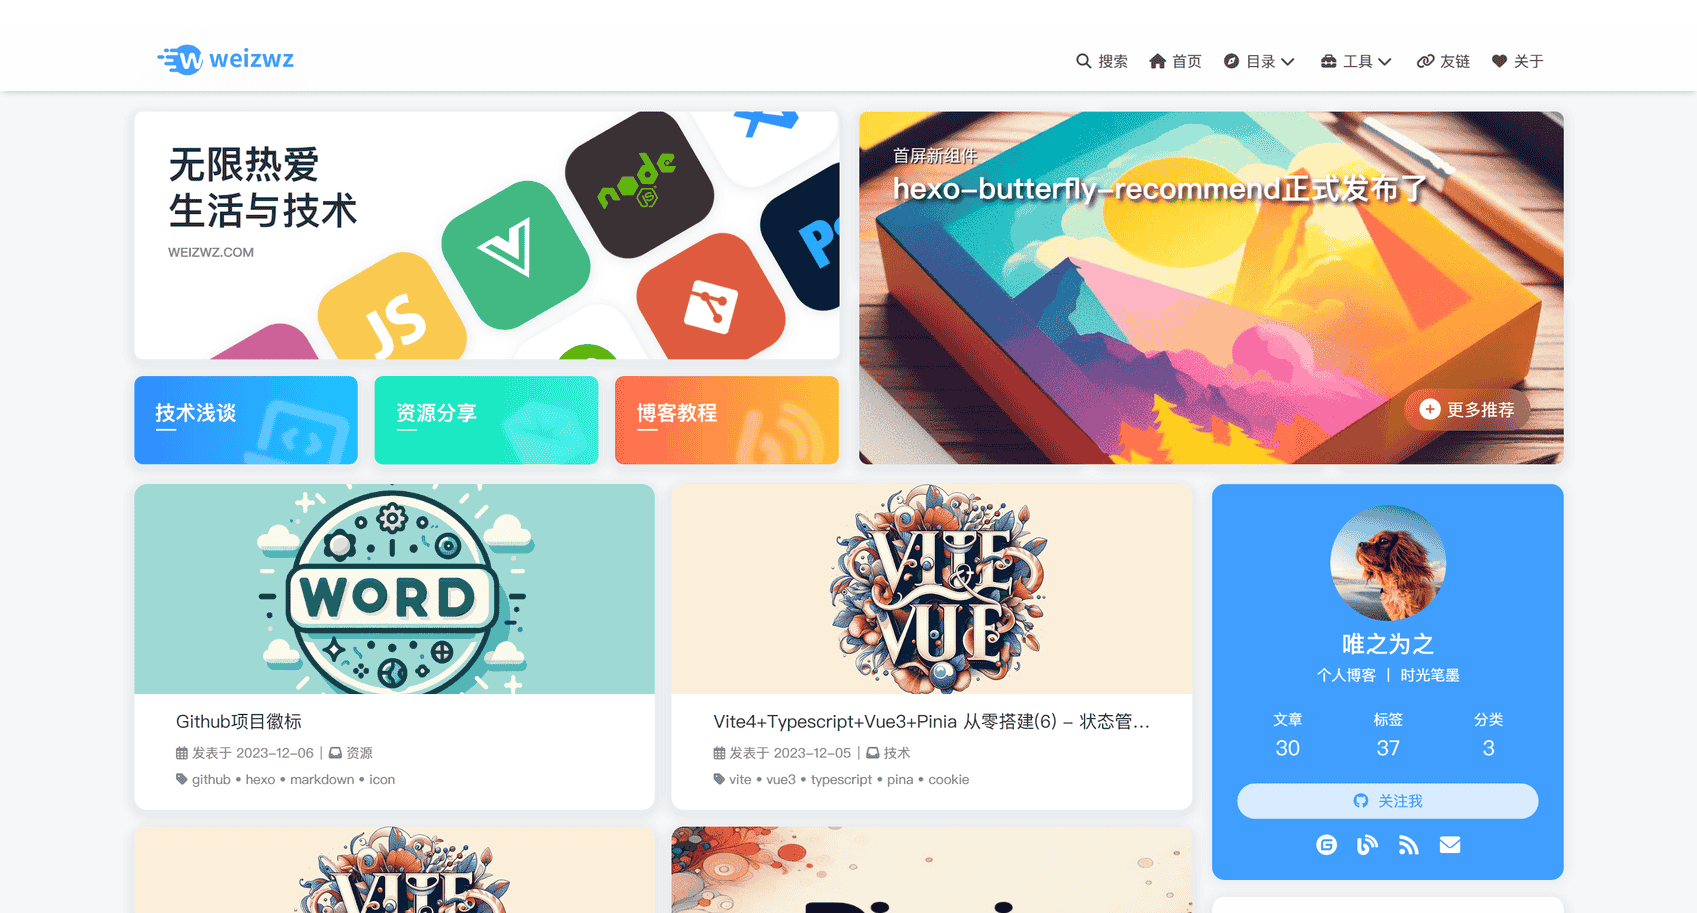 weizwz
搜索 首页 目录 工具 友链 关于
无限热爱
生活与技术
WEIZWZ.COM
node
JS
JS
Ps
首屏新组件
hexo-butterfly-recommend正式发布了
更多推荐
技术浅谈
资源分享
博客教程
WORD
Github项目徽标
发表于 2023-12-06 | 资源
github • hexo • markdown • icon
VITE
&
VUE
Vite4+Typescript+Vue3+Pinia 从零搭建(6) - 状态管...
发表于 2023-12-05 | 技术
vite • vue3 • typescript • pina • cookie
唯之为之
个人博客 | 时光笔墨
文章 标签 分类
30 37 3
关注我
VITE